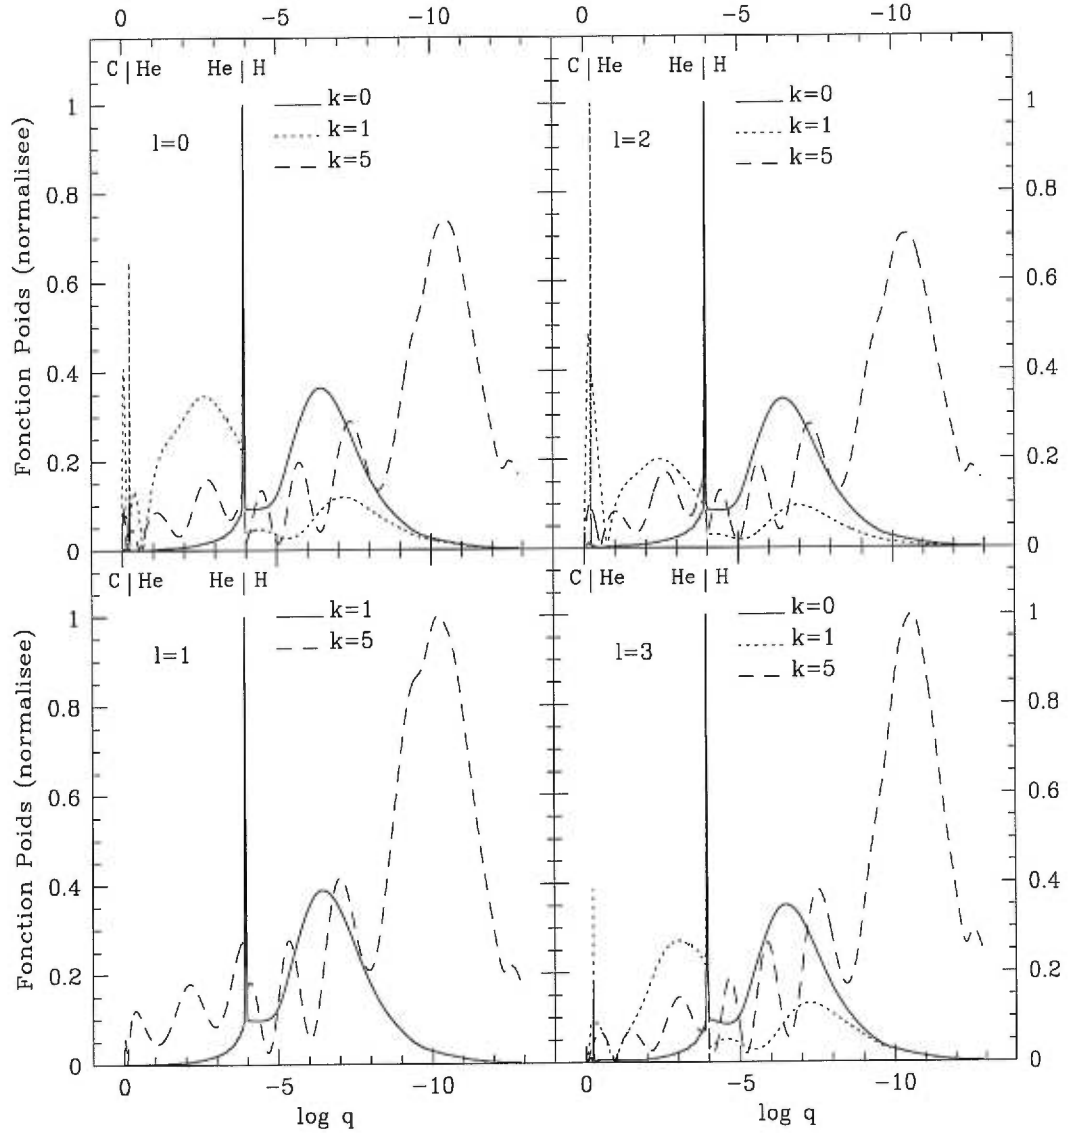 0 −5 −10 0 −5 −10
C He He H
k=0
k=1
k=5
l=0
1
0.8
0.6
0.4
0.2
0
Fonction Poids (normalisee)
C He He H
k=0
k=1
k=5
l=2
1
0.8
0.6
0.4
0.2
0
C He He H
k=1
k=5
l=1
1
0.8
0.6
0.4
0.2
0
Fonction Poids (normalisee)
0 −5 −10
log q
C He He H
k=0
k=1
k=5
l=3
1
0.8
0.6
0.4
0.2
0
0 −5 −10
log q